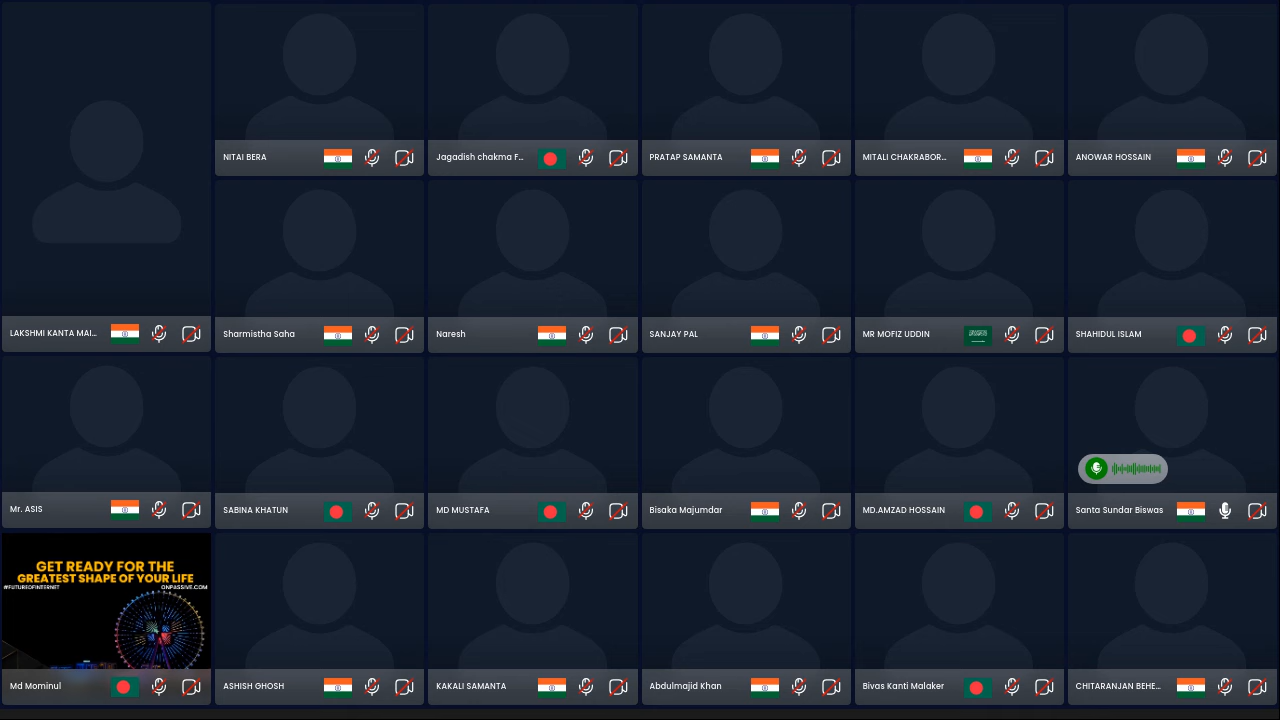 NITAI BERA
Jagadish chakma F...
PRATAP SAMANTA
MITALI CHAKRABOR...
ANOWAR HOSSAIN
LAKSHMI KANTA MAI...
Sharmistha Saha
Naresh
SANJAY PAL
MR MOFIZ UDDIN
SHAHIDUL ISLAM
Mr. ASIS
SABINA KHATUN
MD MUSTAFA
Bisaka Majumdar
MD.AMZAD HOSSAIN
Santa Sundar Biswas
GET READY FOR THE
GREATEST SHAPE OF YOUR LIFE
#FUTUREOFINTERNET ONPASSIVE.COM
Md Mominul
ASHISH GHOSH
KAKALI SAMANTA
Abdulmajid Khan
Bivas Kanti Malaker
CHITARANJAN BEHE...